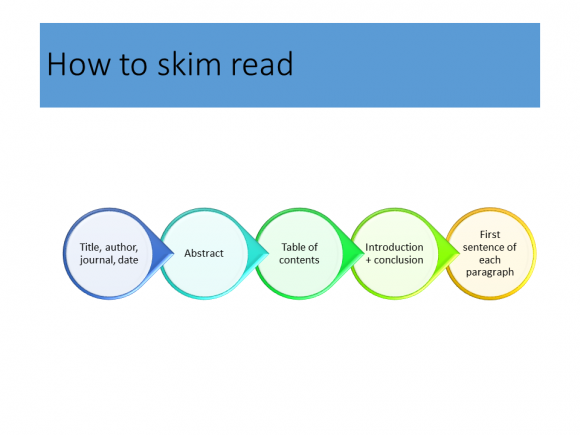 How to skim read
Title, author,
journal, date
Abstract
Table of
contents
Introduction
+ conclusion
First
sentence of
each
paragraph